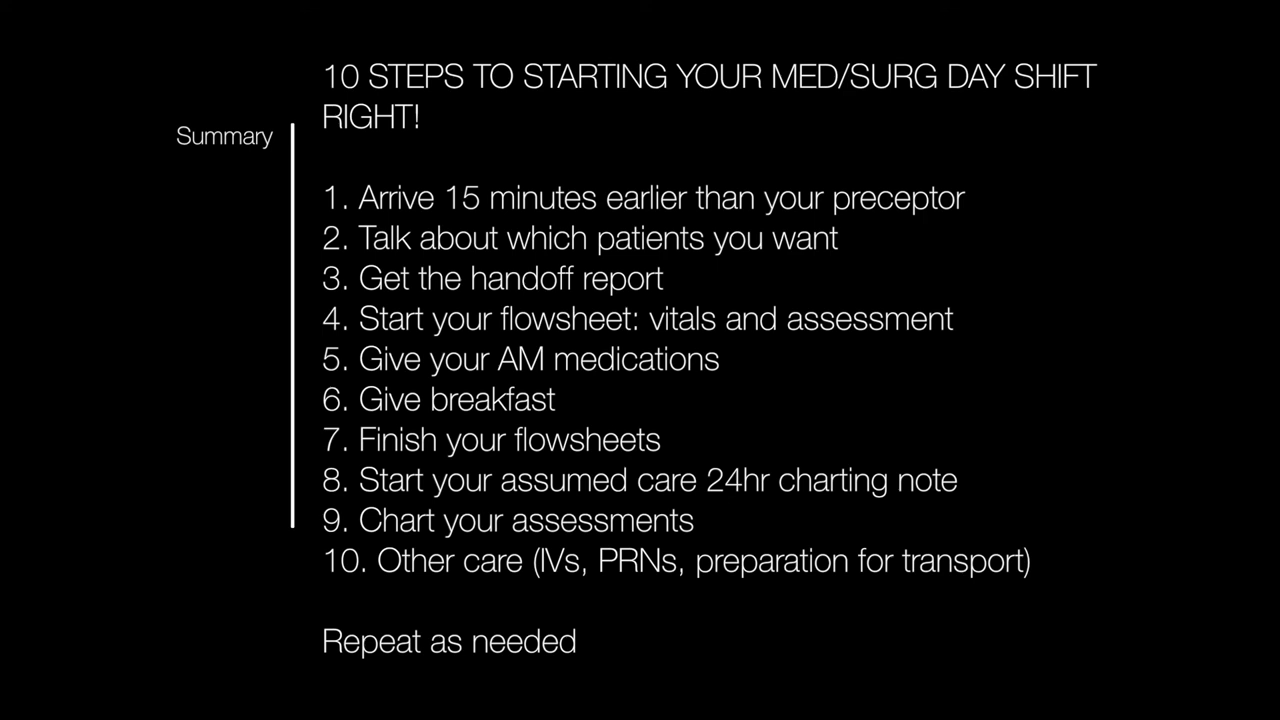 Summary
10 STEPS TO STARTING YOUR MED/SURG DAY SHIFT
RIGHT!
1. Arrive 15 minutes earlier than your preceptor
2. Talk about which patients you want
3. Get the handoff report
4. Start your flowsheet: vitals and assessment
5. Give your AM medications
6. Give breakfast
7. Finish your flowsheets
8. Start your assumed care 24hr charting note
9. Chart your assessments
10. Other care (IVs, PRNs, preparation for transport)
Repeat as needed